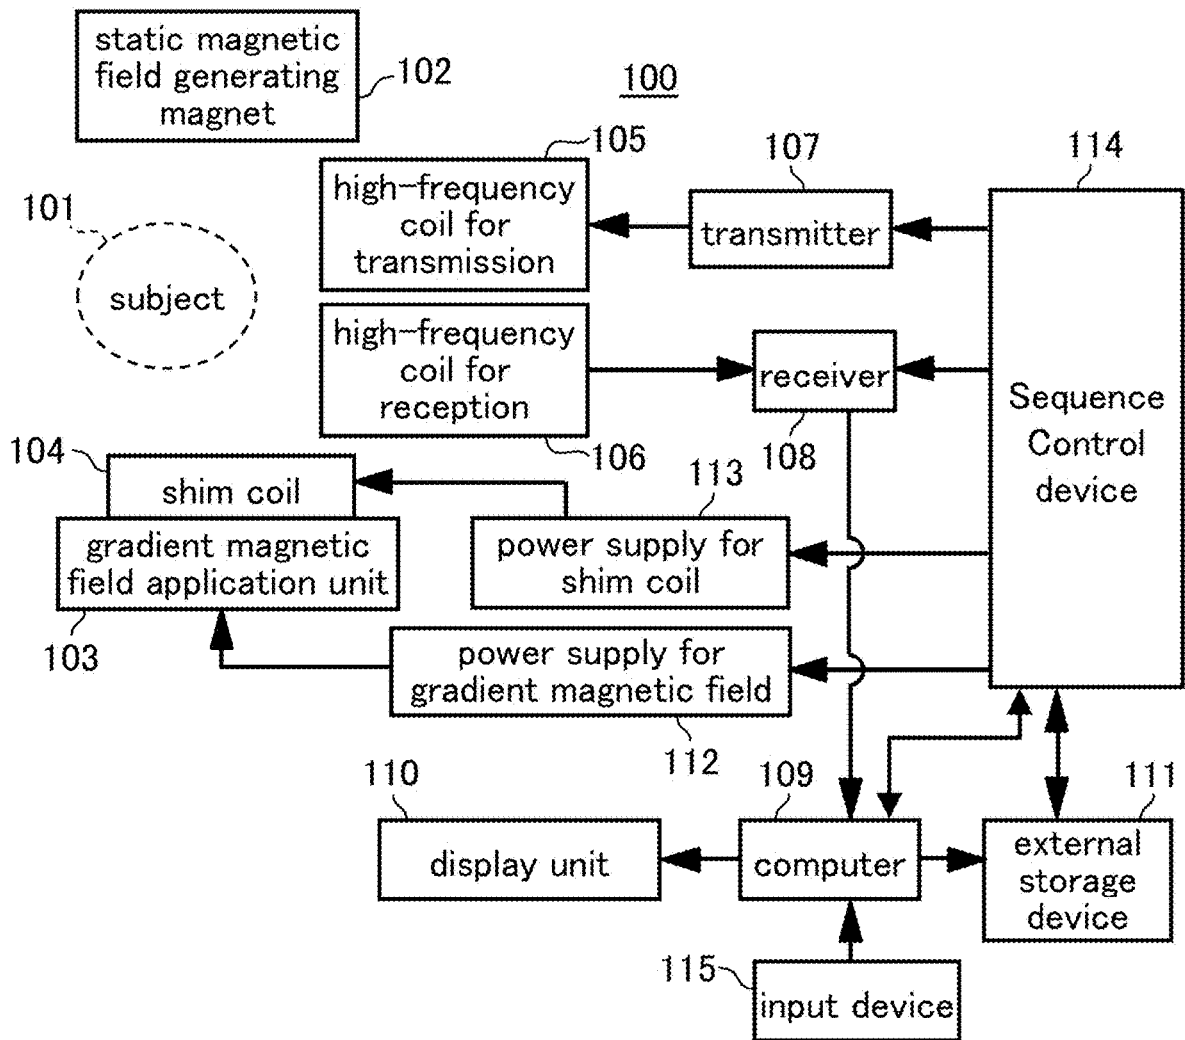 static magnetic
field generating
magnet
102
100
105
high-frequency
coil for
transmission
107
transmitter
114
Sequence
Control
device
101
subject
high-frequency
coil for
reception
106
receiver
108
104
shim coil
gradient magnetic
field application unit
103
113
power supply for
shim coil
power supply for
gradient magnetic field
112
110
display unit
109
computer
111
external
storage
device
115
input device